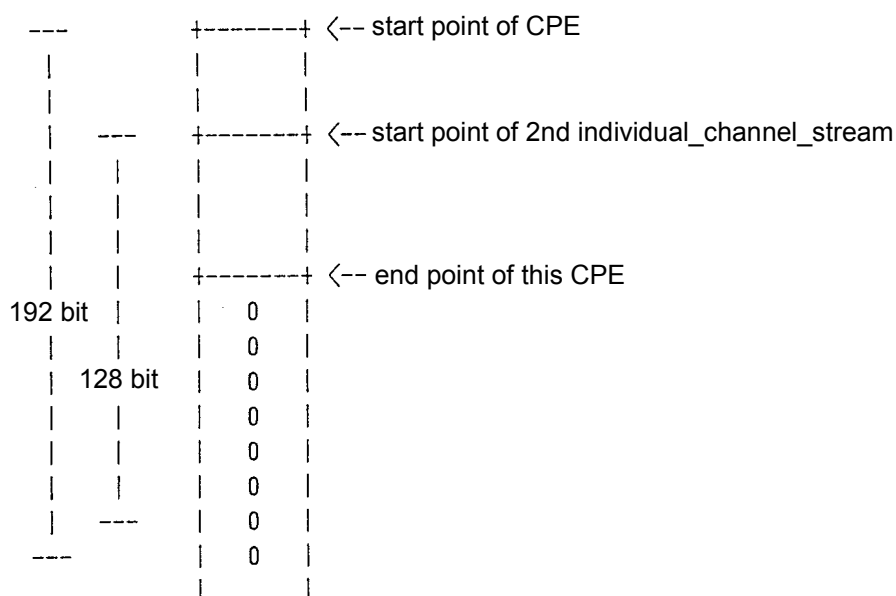 <-- start point of CPE
<-- start point of 2nd individual_channel_stream
<-- end point of this CPE
192 bit 0
0
128 bit 0
0
0
0
0
0